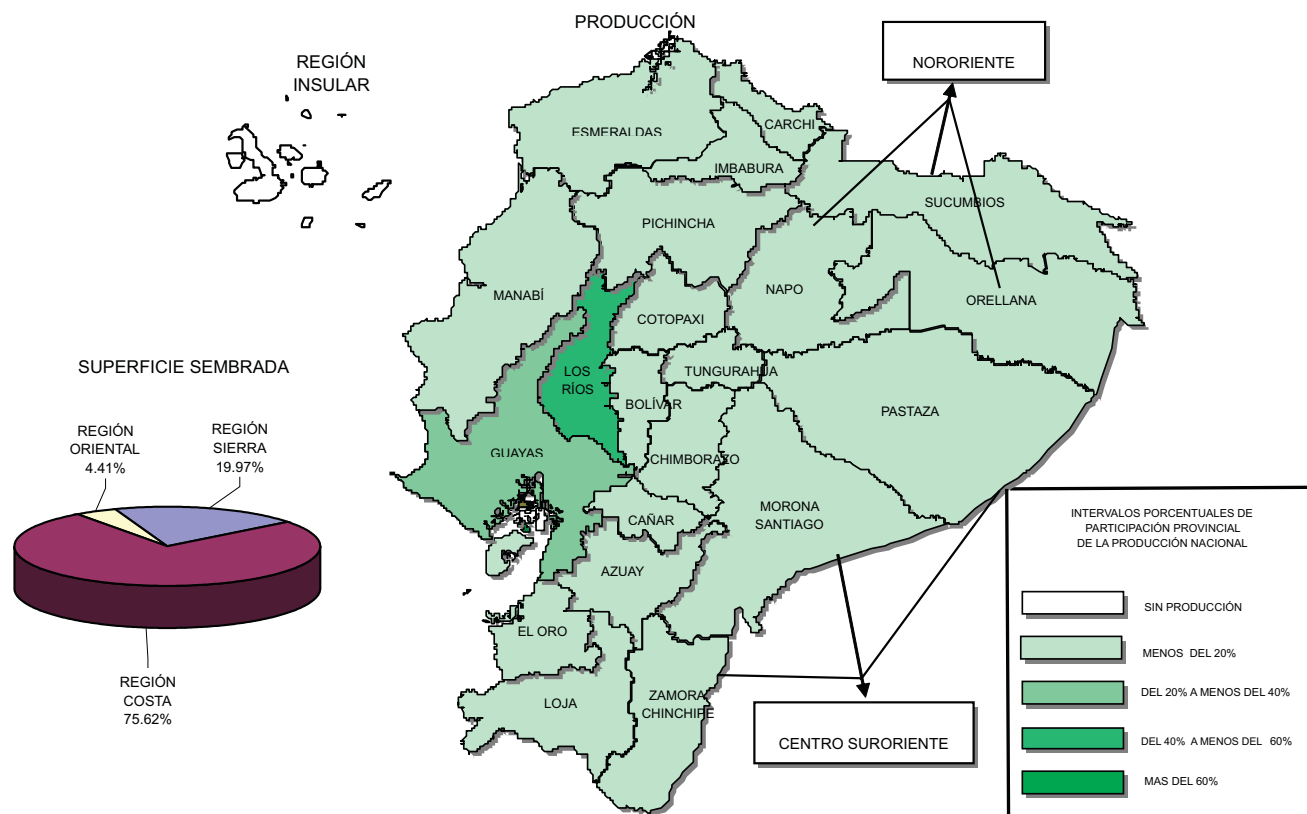 PRODUCCIÓN
REGIÓN
INSULAR
NORORIENTE
ESMERALDAS
CARCHI
IMBABURA
SUCUMBIOS
PICHINCHA
MANABÍ
NAPO
ORELLANA
COTOPAXI
LOS
RÍOS
TUNGURAHUA
BOLÍVAR
PASTAZA
GUAYAS
CHIMBORAZO
MORONA
SANTIAGO
CAÑAR
AZUAY
EL ORO
LOJA
ZAMORA
CHINCHIPE
CENTRO SURORIENTE
SUPERFICIE SEMBRADA
REGIÓN
ORIENTAL
4.41%
REGIÓN
SIERRA
19.97%
REGIÓN
COSTA
75.62%
INTERVALOS PORCENTUALES DE
PARTICIPACIÓN PROVINCIAL
DE LA PRODUCCIÓN NACIONAL
SIN PRODUCCIÓN
MENOS DEL 20%
DEL 20% A MENOS DEL 40%
DEL 40% A MENOS DEL 60%
MAS DEL 60%